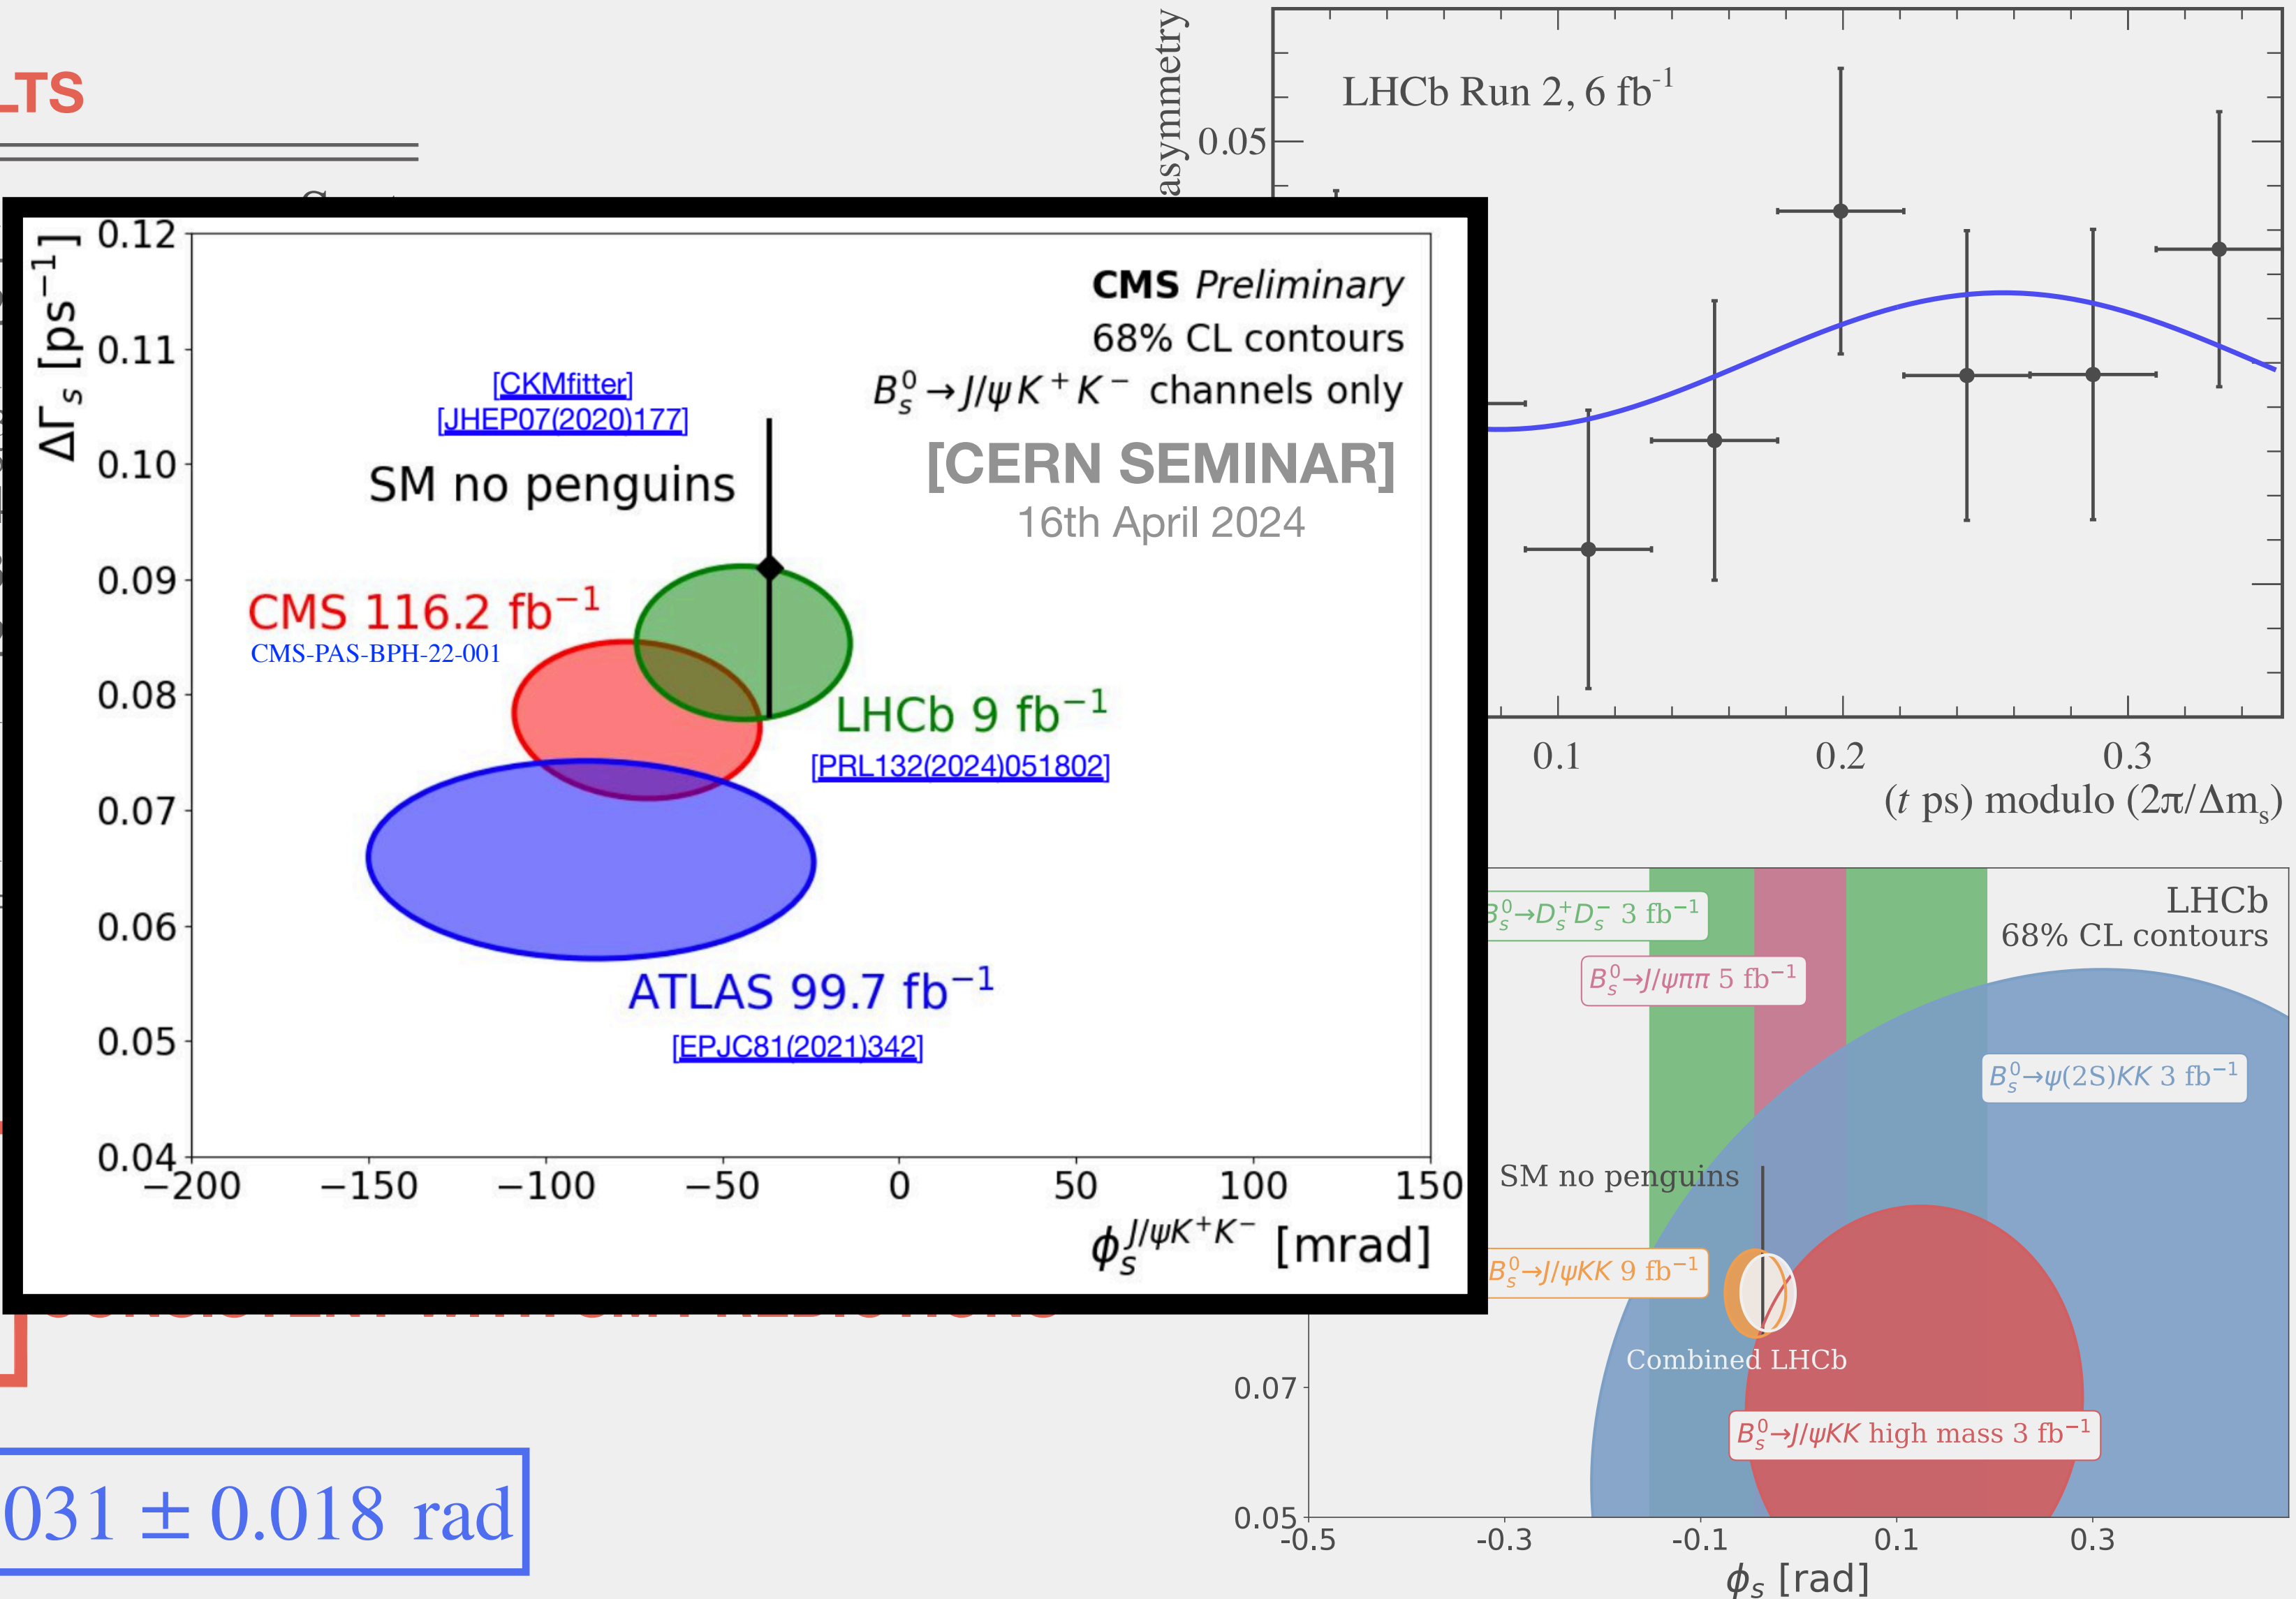 LTS
asymmetry
LHCb Run 2, 6 fb⁻¹
0.05
0.1
0.2
0.3
(t ps) modulo (2π/Δmₛ)
ΔΓₛ [ps⁻¹]
0.12
0.11
0.10
0.09
0.08
0.07
0.06
0.05
0.04
CMS Preliminary
68% CL contours
B⁰ₛ→J/ψ K⁺K⁻ channels only
[CERN SEMINAR]
16th April 2024
[CKMfitter]
[JHEP07(2020)177]
SM no penguins
CMS 116.2 fb⁻¹
CMS-PAS-BPH-22-001
LHCb 9 fb⁻¹
[PRL132(2024)051802]
ATLAS 99.7 fb⁻¹
[EPJC81(2021)342]
−200 −150 −100 −50 0 50 100 150
ϕₛ^{J/ψK⁺K⁻} [mrad]
B⁰ₛ→D⁺ₛD⁻ₛ 3 fb⁻¹
LHCb
68% CL contours
B⁰ₛ→J/ψππ 5 fb⁻¹
B⁰ₛ→ψ(2S)KK 3 fb⁻¹
SM no penguins
B⁰ₛ→J/ψKK 9 fb⁻¹
Combined LHCb
0.07
B⁰ₛ→J/ψKK high mass 3 fb⁻¹
0.05
-0.5 -0.3 -0.1 0.1 0.3
ϕₛ [rad]
031 ± 0.018 rad